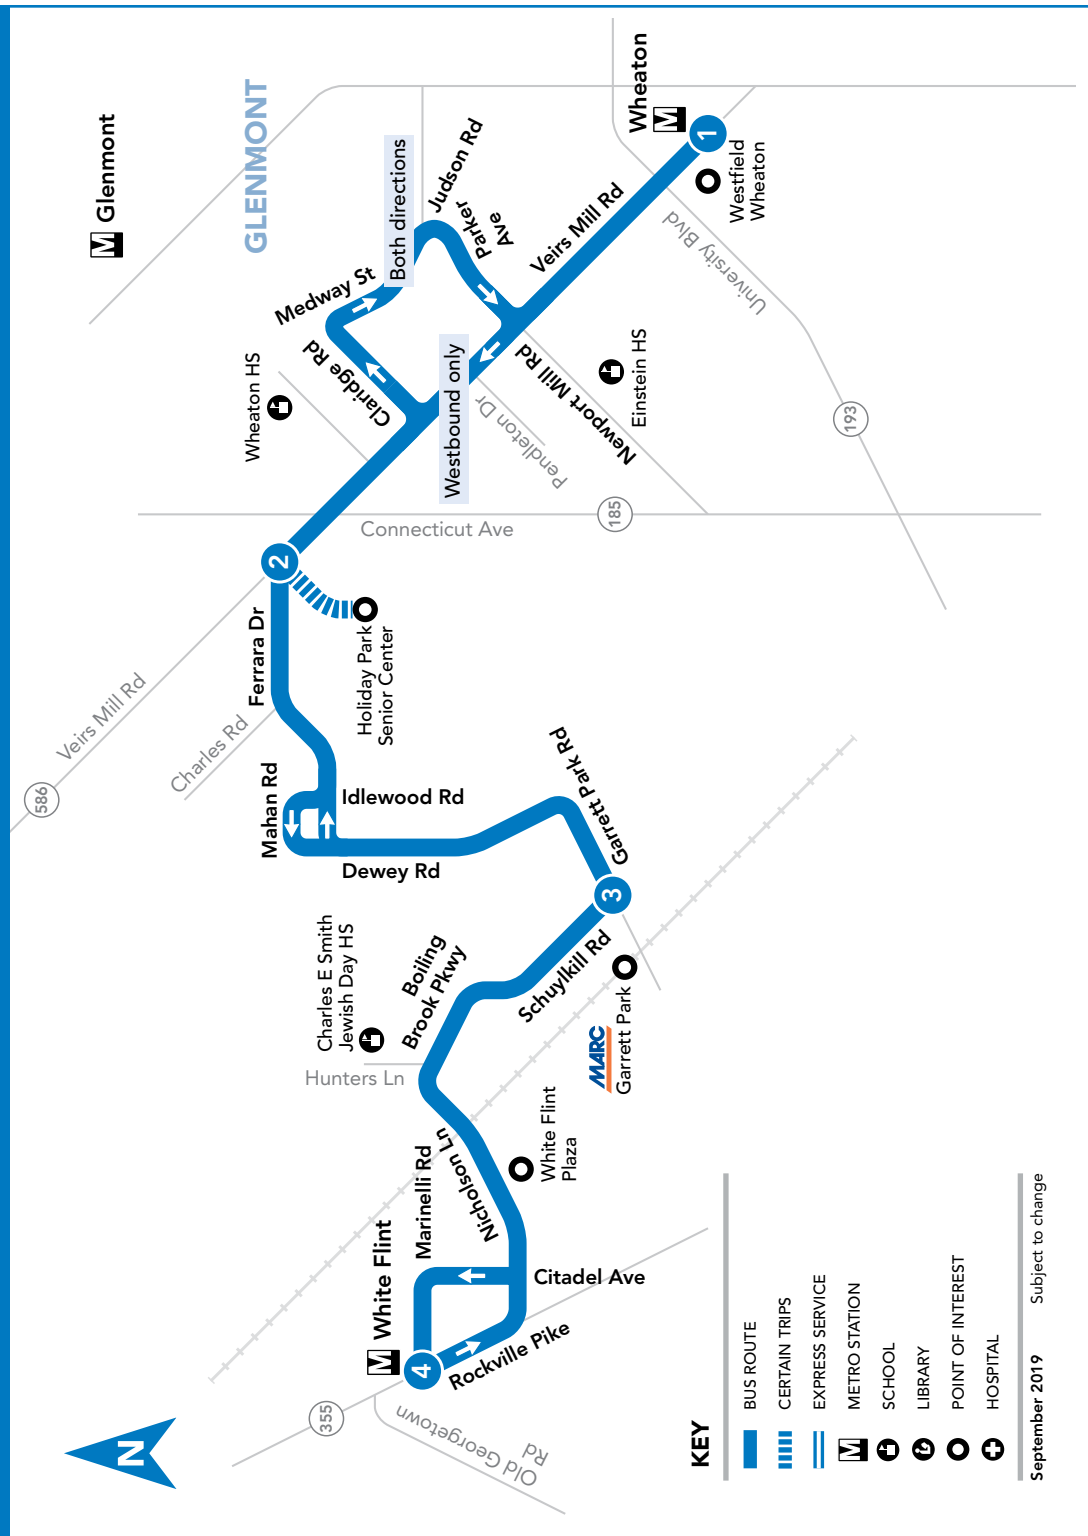 N
355
Old Georgetown
Rd
4
M White Flint
Rockville Pike
Marinelli Rd
Citadel Ave
Nicholson Ln
White Flint
Plaza
Hunters Ln
Charles E Smith
Jewish Day HS
Boiling
Brook Pkwy
MARC
Garrett Park
Schuylkill Rd
3
Garrett Park Rd
Dewey Rd
Mahan Rd
Idlewood Rd
586
Veirs Mill Rd
Charles Rd
Ferrara Dr
Holiday Park
Senior Center
2
Connecticut Ave
185
Wheaton HS
Claridge Rd
Medway St
Westbound only
Both directions
Pendleton Dr
Newport Mill Rd
Einstein HS
193
Judson Rd
Parker
Ave
Veirs Mill Rd
University Blvd
M Glenmont
GLENMONT
Wheaton
M
1
Westfield
Wheaton
KEY
BUS ROUTE
CERTAIN TRIPS
EXPRESS SERVICE
M METRO STATION
SCHOOL
LIBRARY
POINT OF INTEREST
HOSPITAL
September 2019 Subject to change